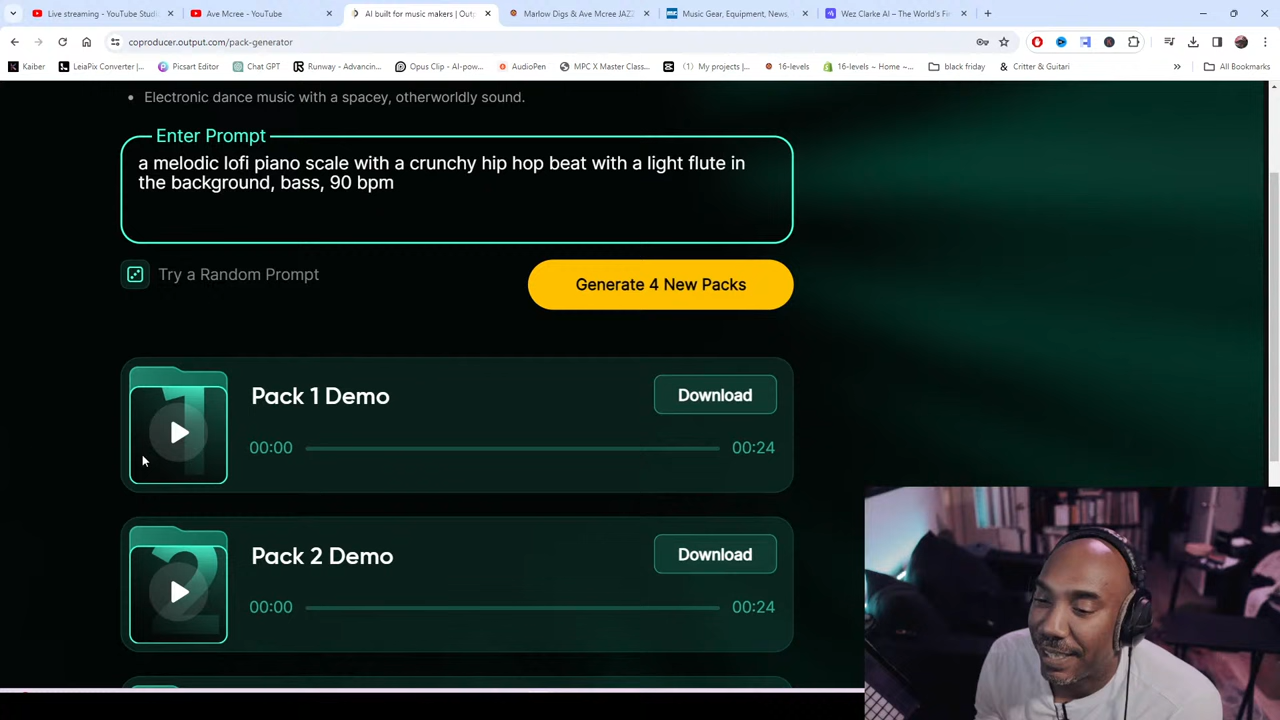 Live streaming - YouTube Studi
Ave Mcree - YouTube
AI built for music makers | Outp
Marlow Digs & Ave Mcree JAZZ
Music Gear, Equipment, News,
Wez Clarke AI – The World's Fir
coproducer.output.com/pack-generator
Kaiber
LeiaPix Converter |...
Picsart Editor
Chat GPT
Runway - Advancin...
Opus Clip - AI-pow...
AudioPen
MPC X Master Class...
(1) My projects |...
16-levels
16-levels ~ Home ~...
black friday
Critter & Guitari
All Bookmarks
• Electronic dance music with a spacey, otherworldly sound.
Enter Prompt
a melodic lofi piano scale with a crunchy hip hop beat with a light flute in
the background, bass, 90 bpm
Try a Random Prompt
Generate 4 New Packs
1
Pack 1 Demo
Download
00:00
00:24
2
Pack 2 Demo
Download
00:00
00:24